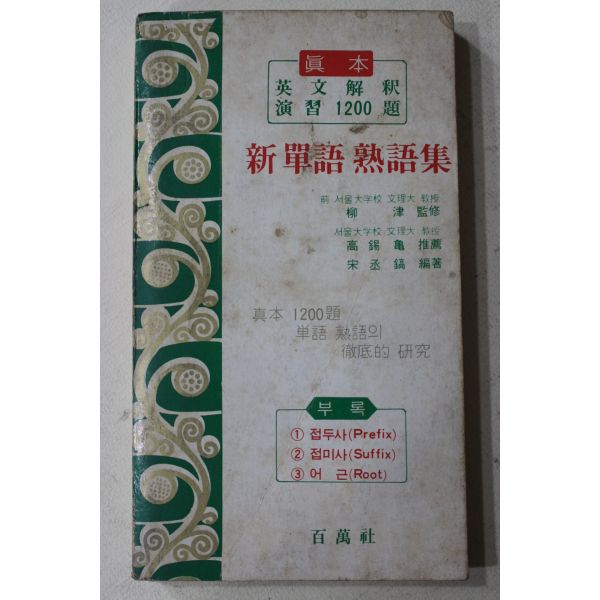 眞本
英文解釈
演習 1200題
新單語 熟語集
前 서울大学校 文理大 教授
柳津 監修
서울大学校 文理大 教授
高錫亀 推薦
宋丞鎬 編著
真本 1200題
単語 熟語의
徹底的 研究
부록
① 접두사(Prefix)
② 접미사(Suffix)
③ 어근(Root)
百萬社